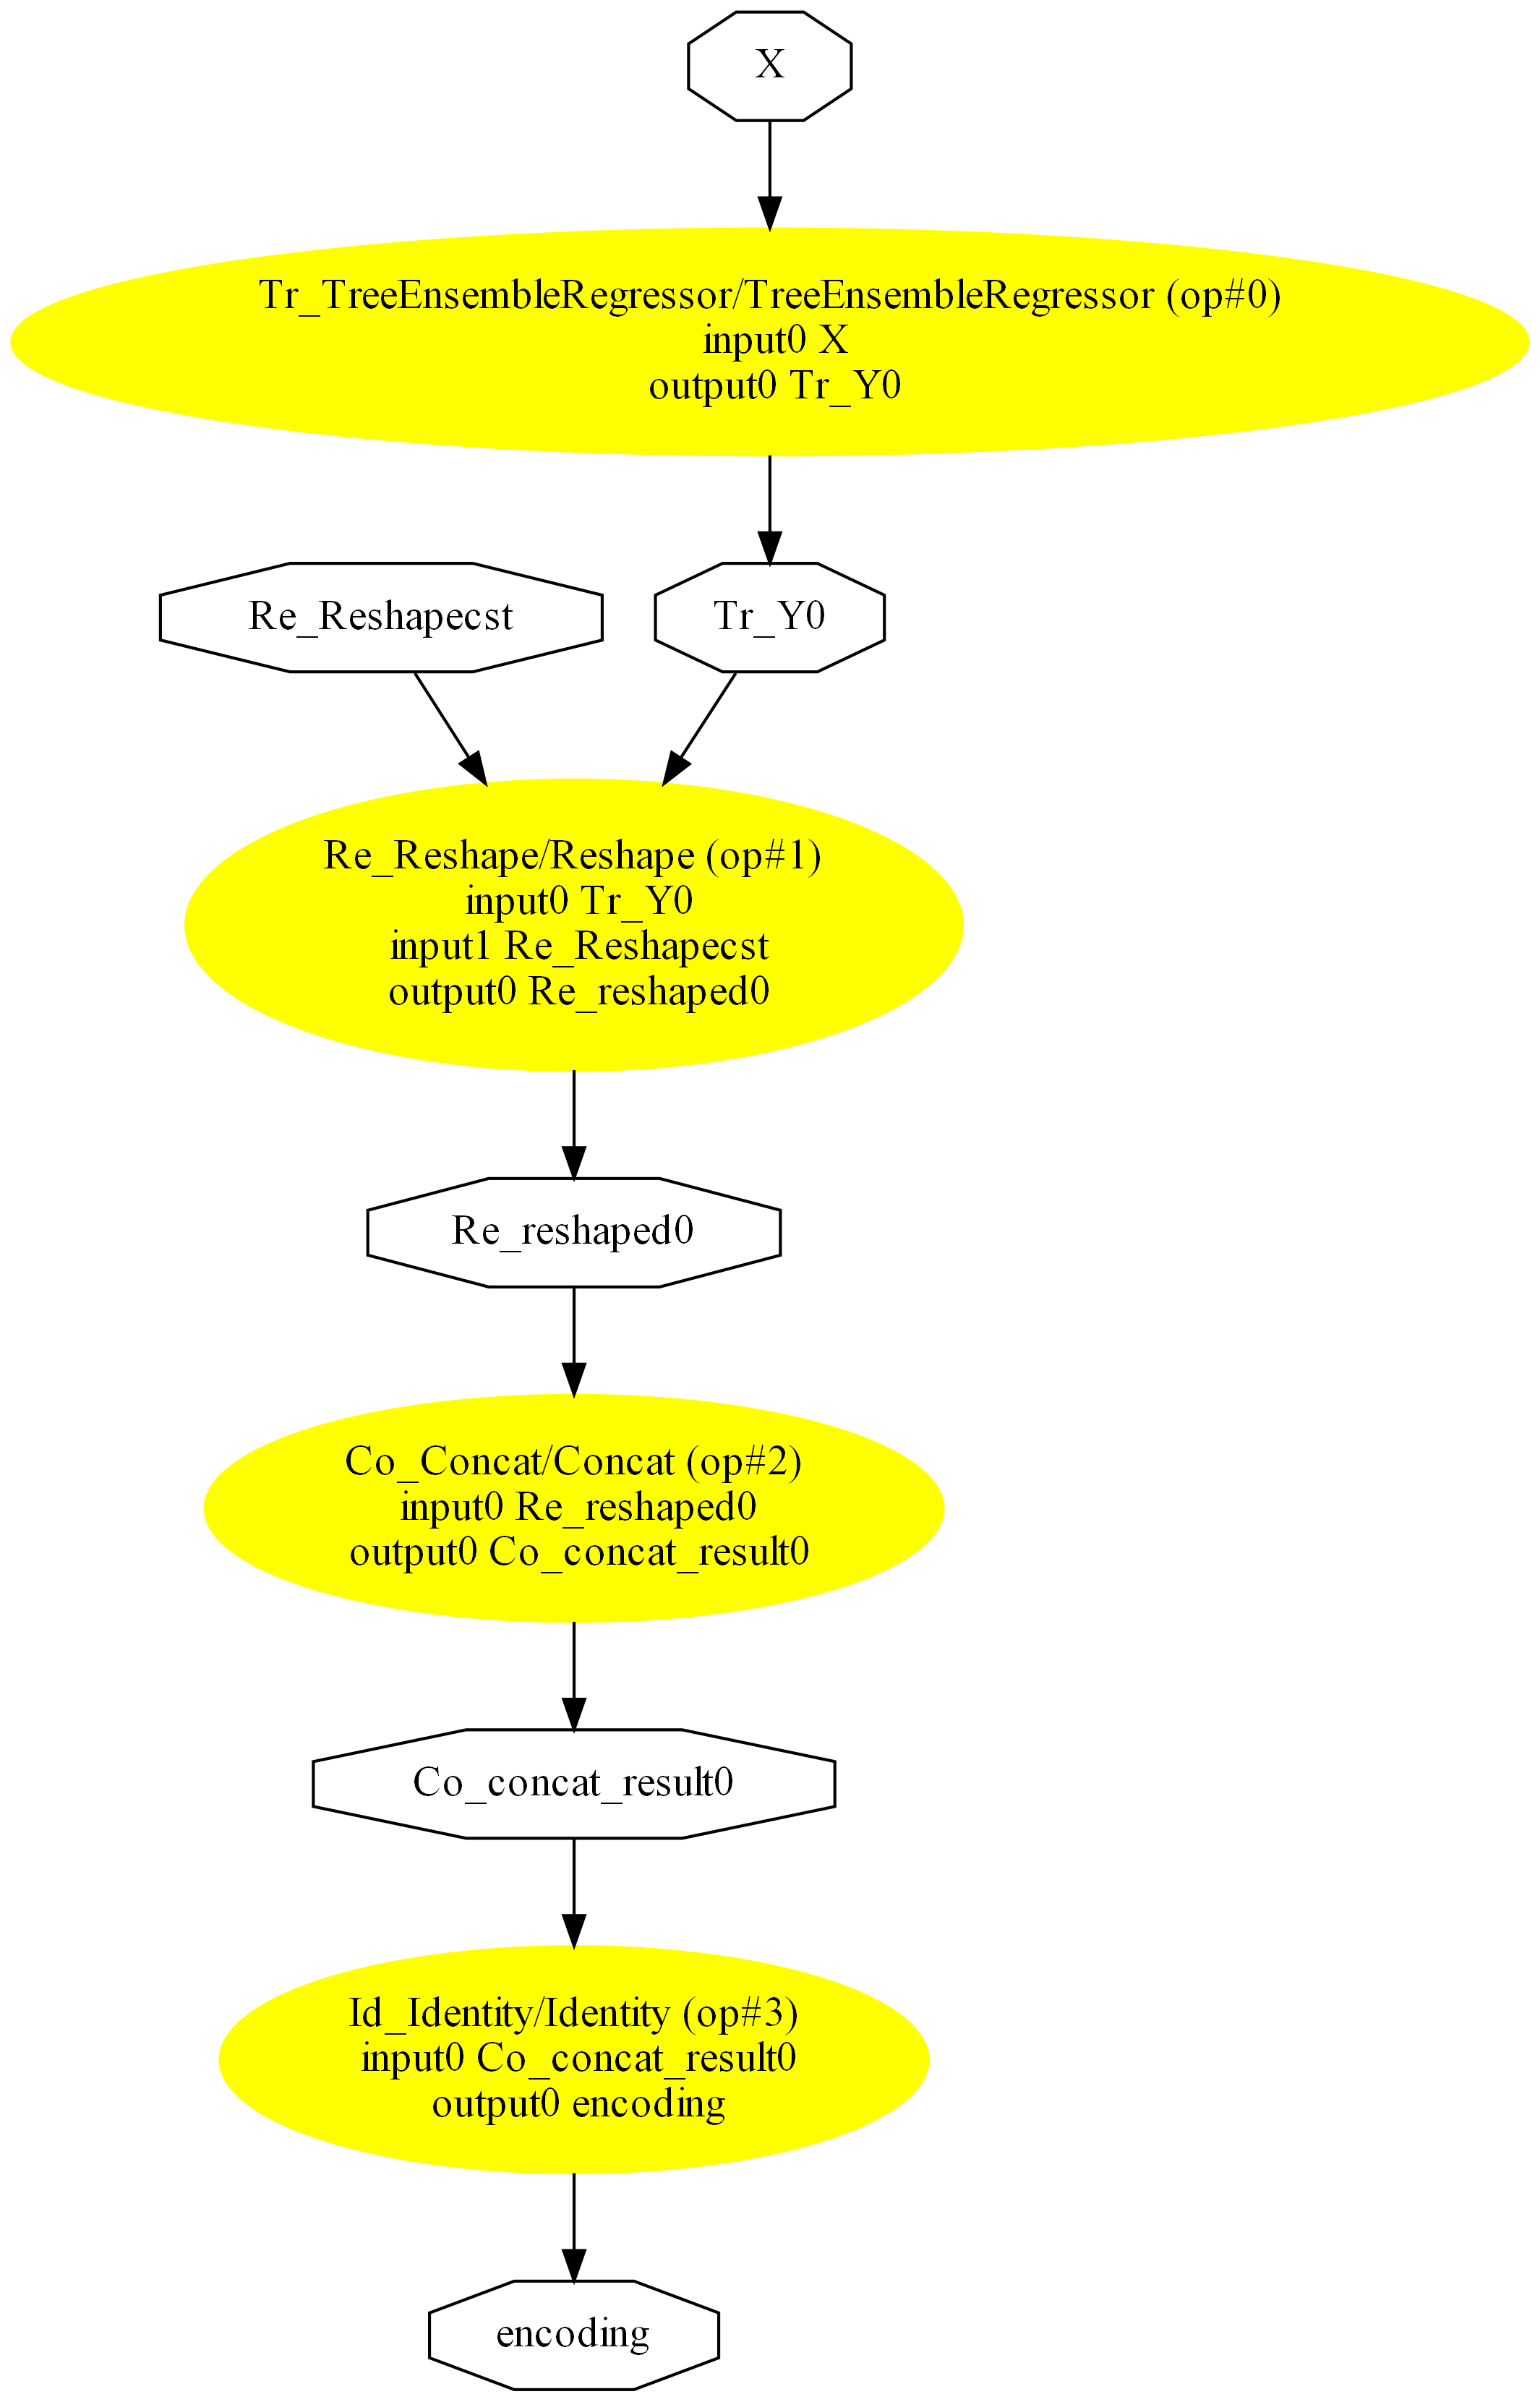 X
Tr_TreeEnsembleRegressor/TreeEnsembleRegressor (op#0)
input0 X
output0 Tr_Y0
Re_Reshapecst
Tr_Y0
Re_Reshape/Reshape (op#1)
input0 Tr_Y0
input1 Re_Reshapecst
output0 Re_reshaped0
Re_reshaped0
Co_Concat/Concat (op#2)
input0 Re_reshaped0
output0 Co_concat_result0
Co_concat_result0
Id_Identity/Identity (op#3)
input0 Co_concat_result0
output0 encoding
encoding